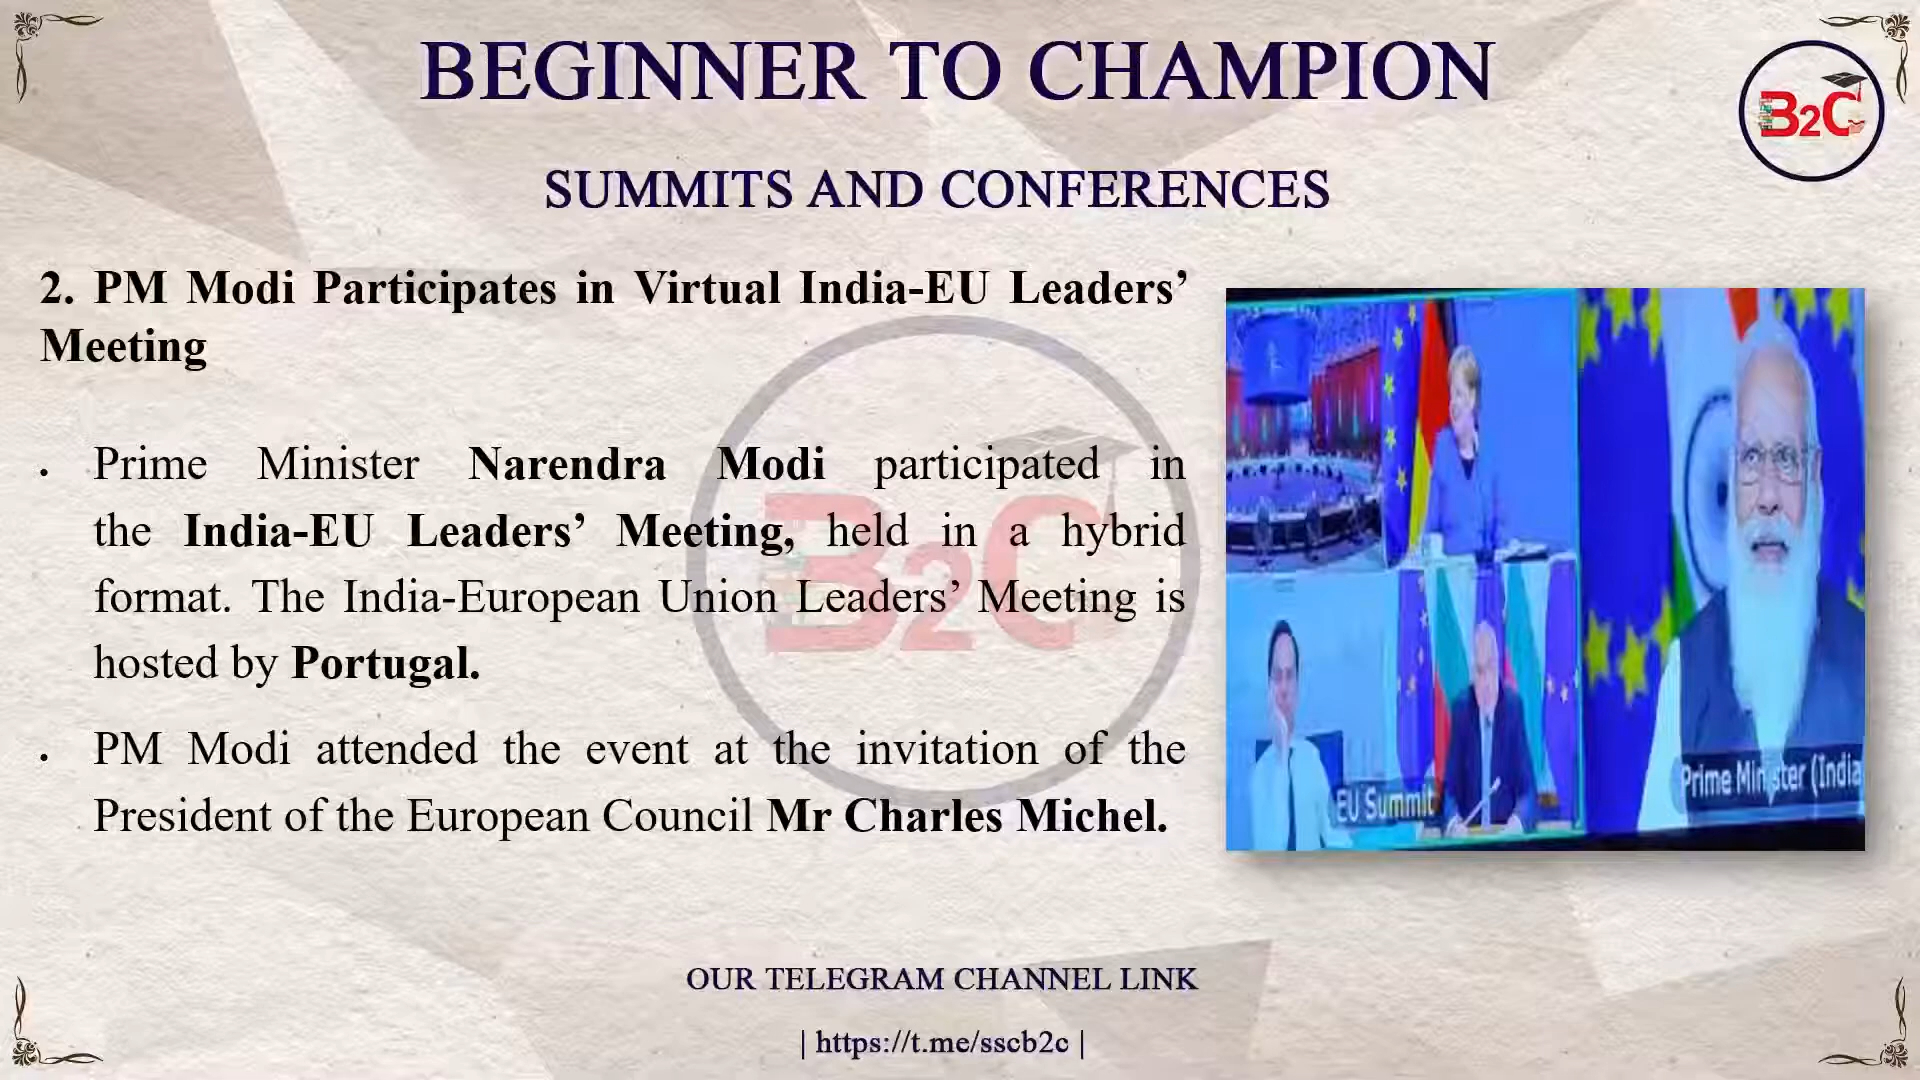 BEGINNER TO CHAMPION
B2C
SUMMITS AND CONFERENCES
2. PM Modi Participates in Virtual India-EU Leaders’
Meeting
• Prime Minister Narendra Modi participated in
the India-EU Leaders’ Meeting, held in a hybrid
format. The India-European Union Leaders’ Meeting is
hosted by Portugal.
• PM Modi attended the event at the invitation of the
President of the European Council Mr Charles Michel.
B2C
EU Summit
Prime Minister (India
OUR TELEGRAM CHANNEL LINK
| https://t.me/sscb2c |